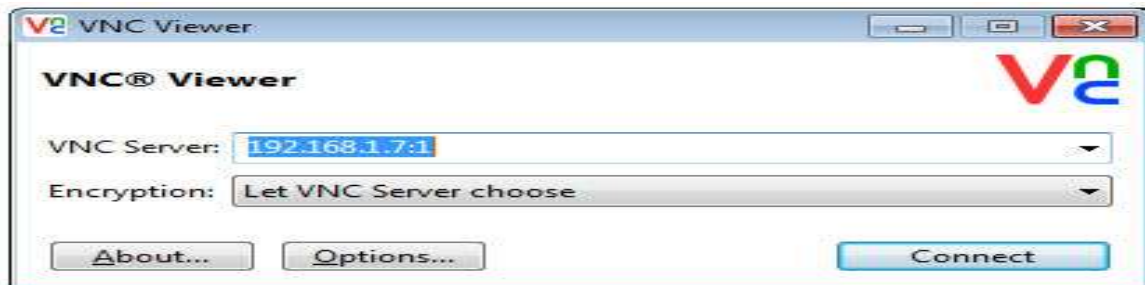 VNC Viewer
VNC® Viewer
VNC Server: 192.168.1.7:1
Encryption: Let VNC Server choose
About... Options... Connect